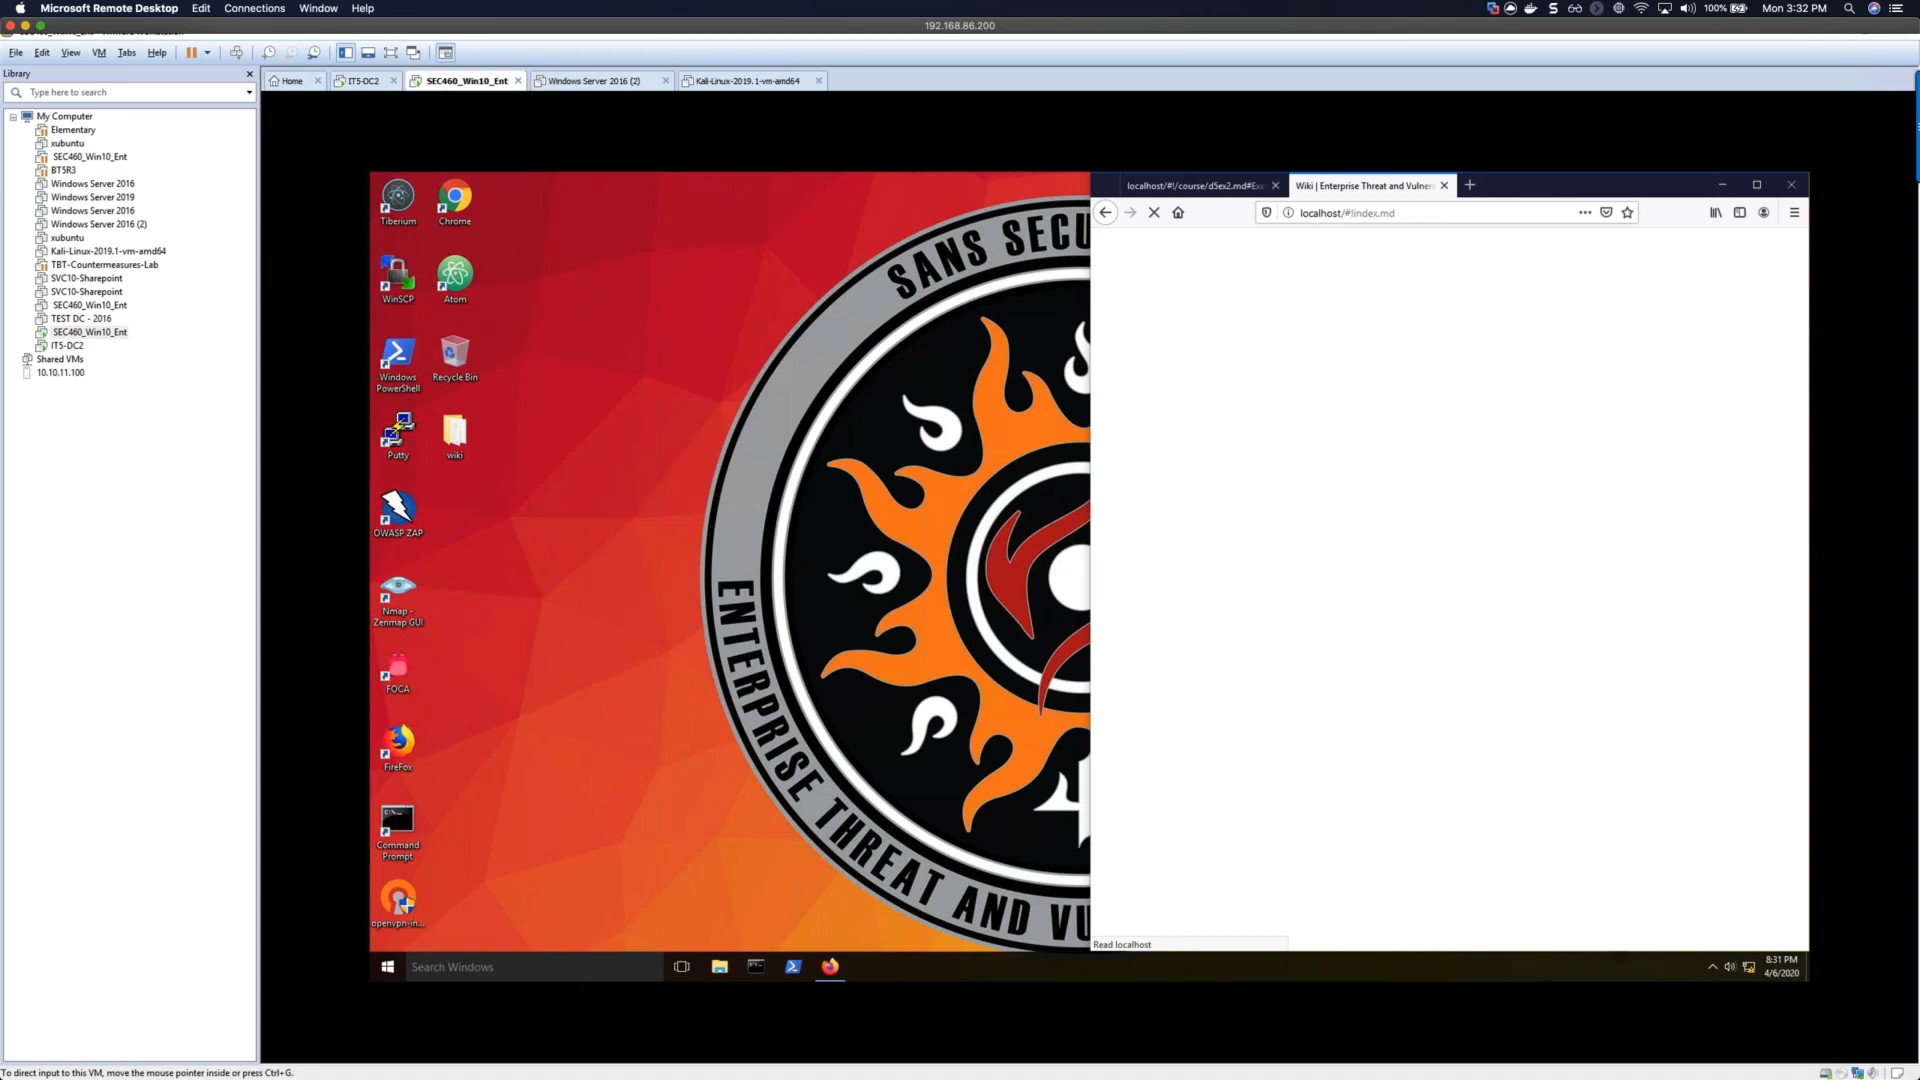 Microsoft Remote Desktop Edit Connections Window Help 100% Mon 3:32 PM
192.168.86.200
File Edit View VM Tabs Help
Library
Type here to search
My Computer
Elementary
xubuntu
SEC460_Win10_Ent
BT5R3
Windows Server 2016
Windows Server 2019
Windows Server 2016
Windows Server 2016 (2)
xubuntu
Kali-Linux-2019.1-vm-amd64
TBT-Countermeasures-Lab
SVC10-Sharepoint
SVC10-Sharepoint
SEC460_Win10_Ent
TEST DC - 2016
SEC460_Win10_Ent
IT5-DC2
Shared VMs
10.10.11.100
Home IT5-DC2 SEC460_Win10_Ent Windows Server 2016 (2) Kali-Linux-2019.1-vm-amd64
Tiberium
Chrome
WinSCP
Atom
Windows PowerShell
Recycle Bin
Putty
wiki
OWASP ZAP
Nmap - Zenmap GUI
FOCA
FireFox
Command Prompt
openvpn-in...
SANS SECU
ENTERPRISE THREAT AND VU
4
localhost/#!/course/d5ex2.md#Exe
Wiki | Enterprise Threat and Vulnera
localhost/#!index.md
Read localhost
Search Windows
8:31 PM
4/6/2020
To direct input to this VM, move the mouse pointer inside or press Ctrl+G.